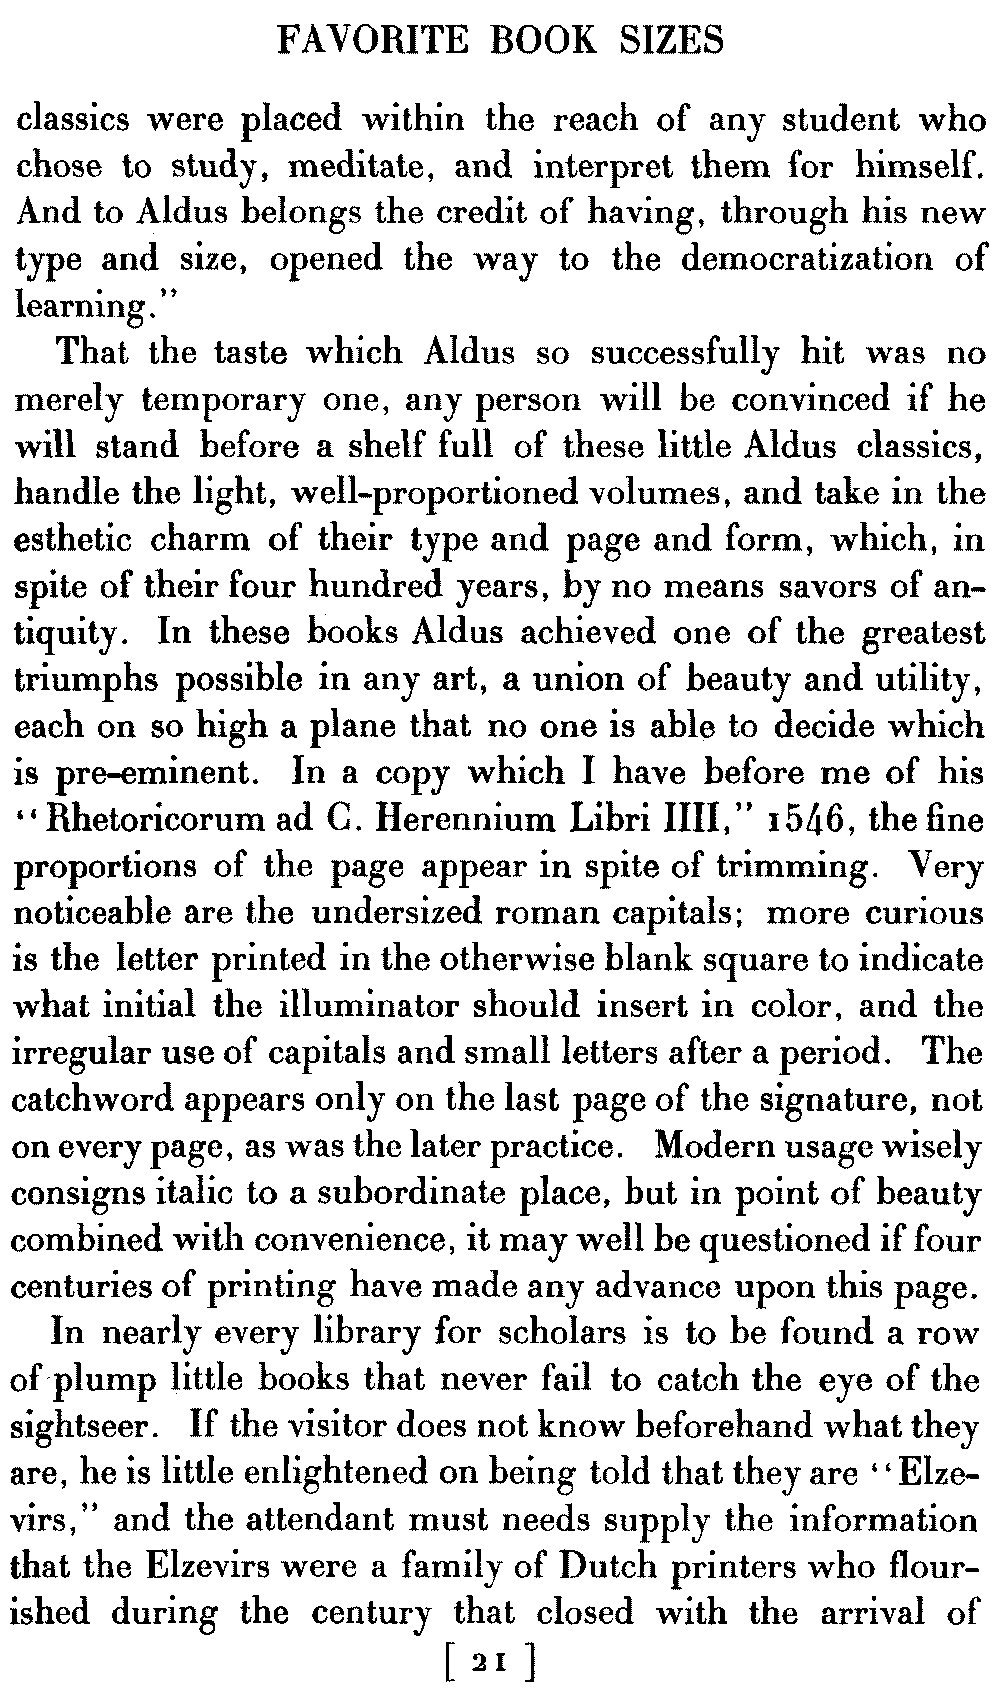 FAVORITE BOOK SIZES
classics were placed within the reach of any student who
chose to study, meditate, and interpret them for himself.
And to Aldus belongs the credit of having, through his new
type and size, opened the way to the democratization of
learning.”
That the taste which Aldus so successfully hit was no
merely temporary one, any person will be convinced if he
will stand before a shelf full of these little Aldus classics,
handle the light, well-proportioned volumes, and take in the
esthetic charm of their type and page and form, which, in
spite of their four hundred years, by no means savors of an-
tiquity. In these books Aldus achieved one of the greatest
triumphs possible in any art, a union of beauty and utility,
each on so high a plane that no one is able to decide which
is pre-eminent. In a copy which I have before me of his
“Rhetoricorum ad C. Herennium Libri IIII,” 1546, the fine
proportions of the page appear in spite of trimming. Very
noticeable are the undersized roman capitals; more curious
is the letter printed in the otherwise blank square to indicate
what initial the illuminator should insert in color, and the
irregular use of capitals and small letters after a period. The
catchword appears only on the last page of the signature, not
on every page, as was the later practice. Modern usage wisely
consigns italic to a subordinate place, but in point of beauty
combined with convenience, it may well be questioned if four
centuries of printing have made any advance upon this page.
In nearly every library for scholars is to be found a row
of plump little books that never fail to catch the eye of the
sightseer. If the visitor does not know beforehand what they
are, he is little enlightened on being told that they are “Elze-
virs,” and the attendant must needs supply the information
that the Elzevirs were a family of Dutch printers who flour-
ished during the century that closed with the arrival of
[ 21 ]